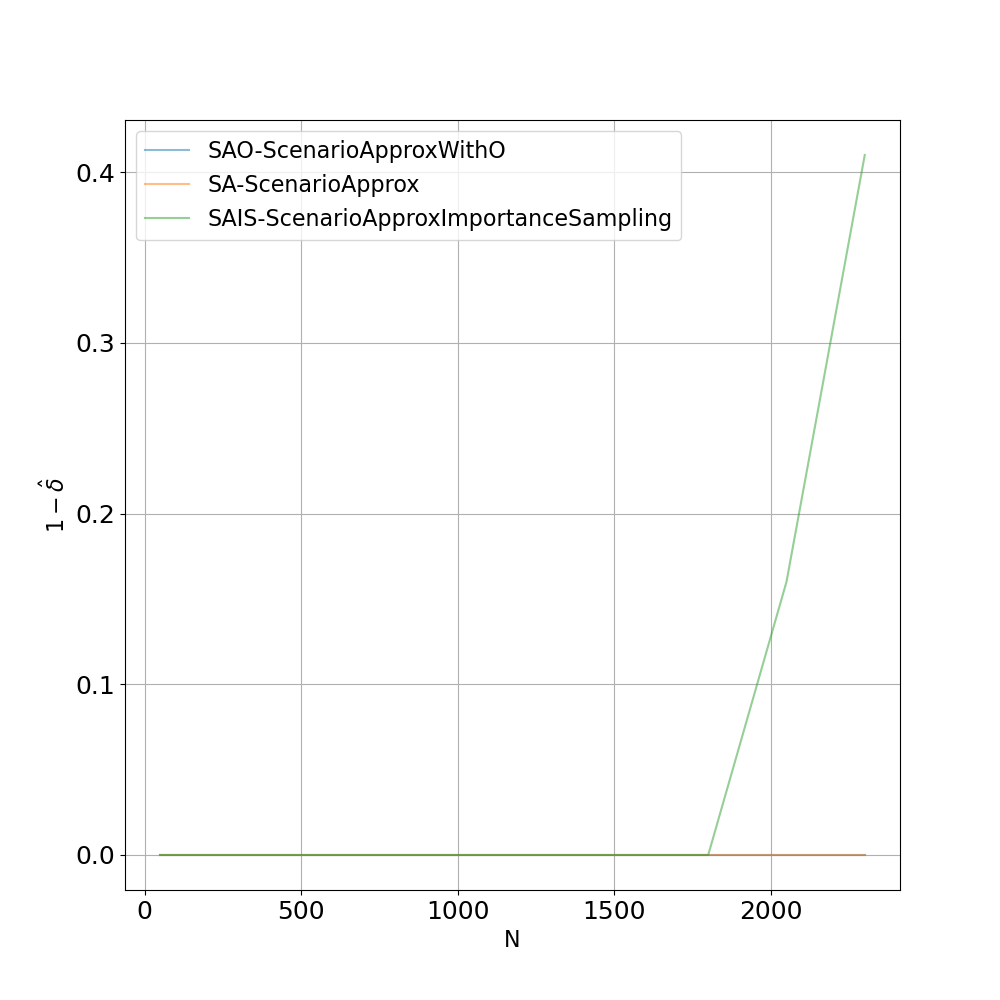 SAO-ScenarioApproxWithO
SA-ScenarioApprox
SAIS-ScenarioApproxImportanceSampling
0.4
0.3
0.2
0.1
0.0
1 − δ̂
0 500 1000 1500 2000
N